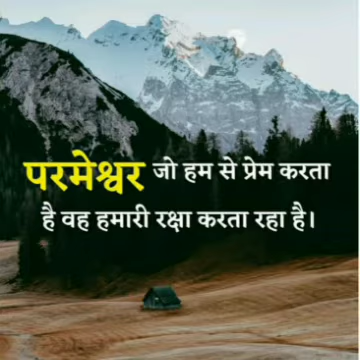 परमेश्वर जो हम से प्रेम करता
है वह हमारी रक्षा करता रहा है।